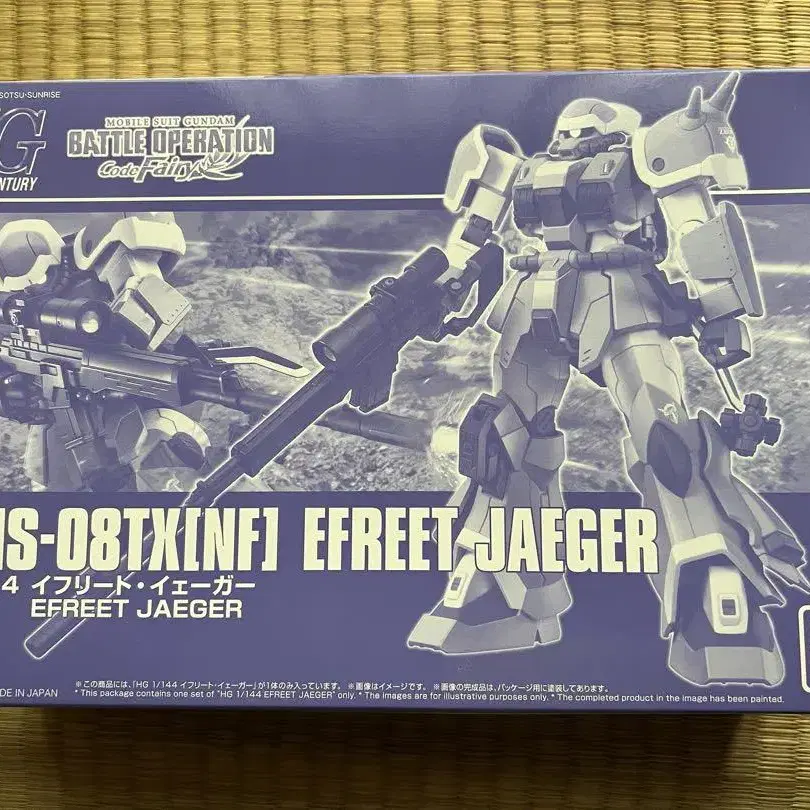 SOTSU・SUNRISE
G
NTURY
MOBILE SUIT GUNDAM
BATTLE OPERATION
Code Fairy
MS-08TX[NF] EFREET JAEGER
4 イフリート・イェーガー
EFREET JAEGER
※この商品には、「HG 1/144 イフリート・イェーガー」が1体のみ入っています。 ※画像はイメージです。 ※画像の完成品は、パッケージ用に塗装してあります。
* This package contains one set of "HG 1/144 EFREET JAEGER" only. * The images are for illustrative purposes only. * The completed product in the image has been painted.
ADE IN JAPAN